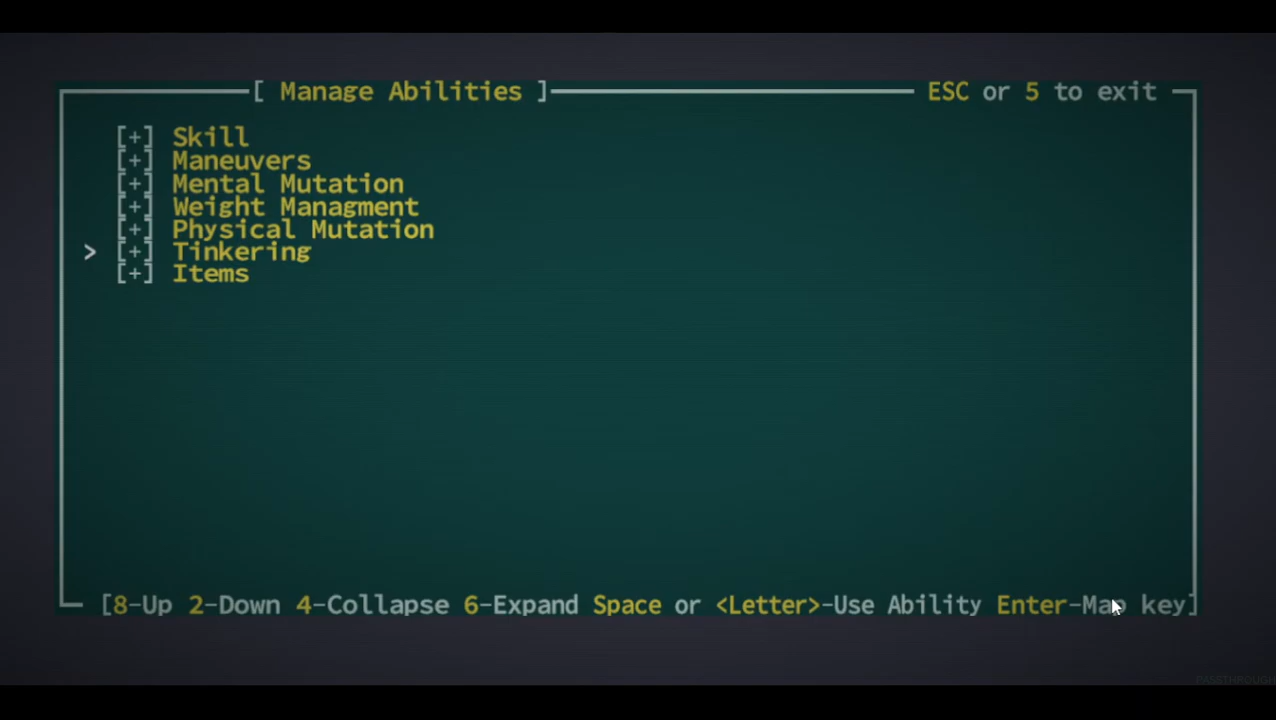 [ Manage Abilities ] ESC or 5 to exit
[+] Skill
[+] Maneuvers
[+] Mental Mutation
[+] Weight Managment
[+] Physical Mutation
> [+] Tinkering
[+] Items
[8-Up 2-Down 4-Collapse 6-Expand Space or <Letter>-Use Ability Enter-Map key]
PASSTHROUGH